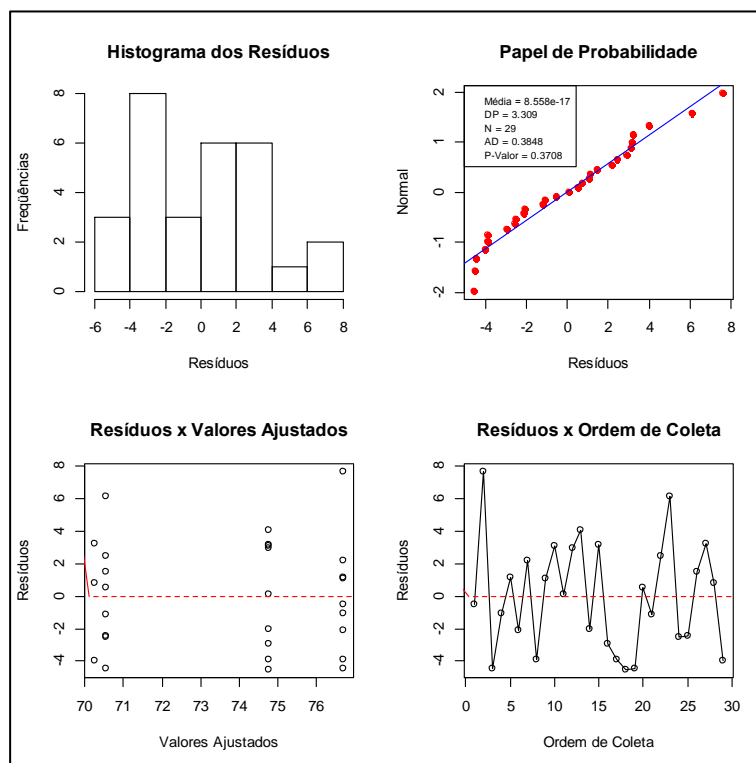 Histograma dos Resíduos
Freqüências
8
6
4
2
0
-6 -4 -2 0 2 4 6 8
Resíduos
Papel de Probabilidade
Média = 8.558e-17
DP = 3.309
N = 29
AD = 0.3848
P-Valor = 0.3708
Normal
2
1
0
-1
-2
-4 -2 0 2 4 6 8
Resíduos
Resíduos x Valores Ajustados
Resíduos
8
6
4
2
0
-2
-4
70 71 72 73 74 75 76
Valores Ajustados
Resíduos x Ordem de Coleta
Resíduos
8
6
4
2
0
-2
-4
0 5 10 15 20 25 30
Ordem de Coleta